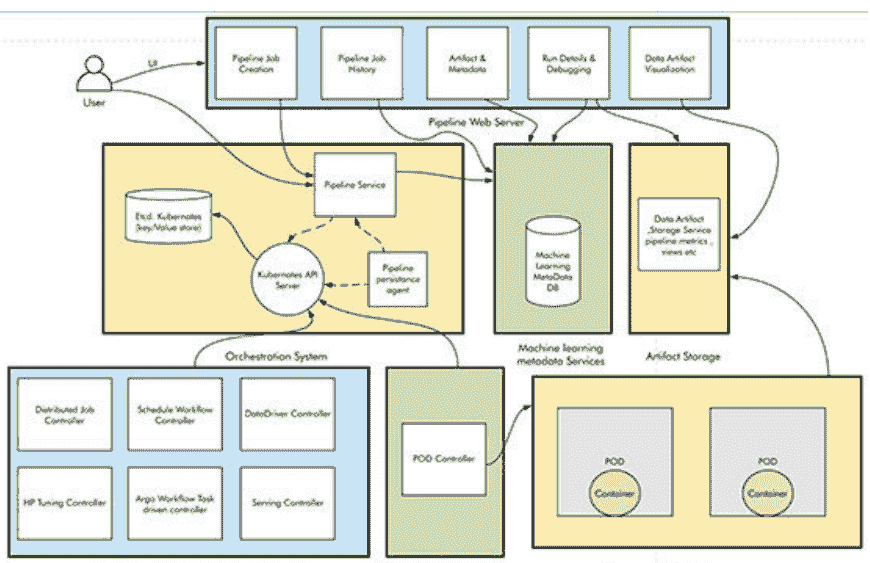 UI
User
Pipeline Job
Creation
Pipeline Job
History
Artifact &
Metadata
Run Details &
Debugging
Data Artifact
Visualization
Pipeline Web Server
Pipeline Service
Etcd. Kubernetes
(key/Value store)
Kubernetes API
Server
Pipeline
persistance
agent
Machine
Learning
MetaData
DB
Data Artifact
,Storage Service
pipeline metrics ,
views etc
Orchestration System
Machine learning
metadata Services
Artifact Storage
Distributed Job
Controller
Schedule Workflow
Controller
DataDriver Controller
HP Tuning Controller
Argo Workflow Task
driven controller
Serving Controller
POD Controller
POD
Container
POD
Container